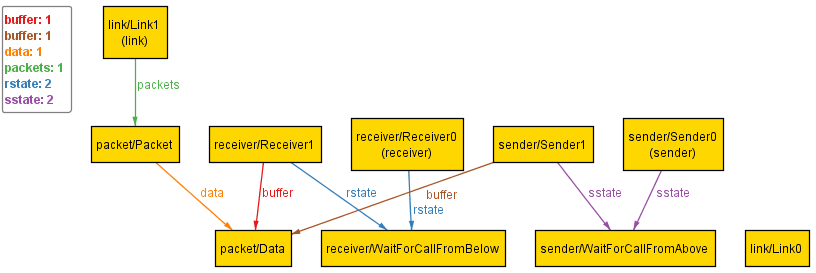 buffer: 1
buffer: 1
data: 1
packets: 1
rstate: 2
sstate: 2
link/Link1
(link)
packets
packet/Packet
receiver/Receiver1
receiver/Receiver0
(receiver)
sender/Sender1
sender/Sender0
(sender)
data
buffer
rstate
buffer
rstate
sstate
sstate
packet/Data
receiver/WaitForCallFromBelow
sender/WaitForCallFromAbove
link/Link0